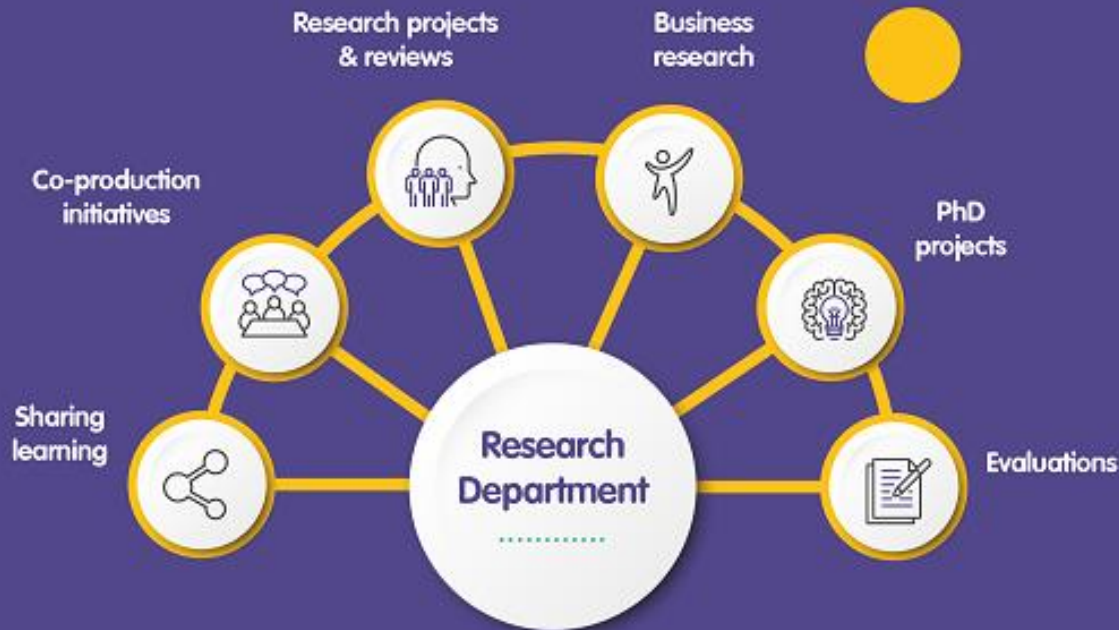 Research projects
& reviews
Business
research
Co-production
initiatives
PhD
projects
Sharing
learning
Research
Department
Evaluations